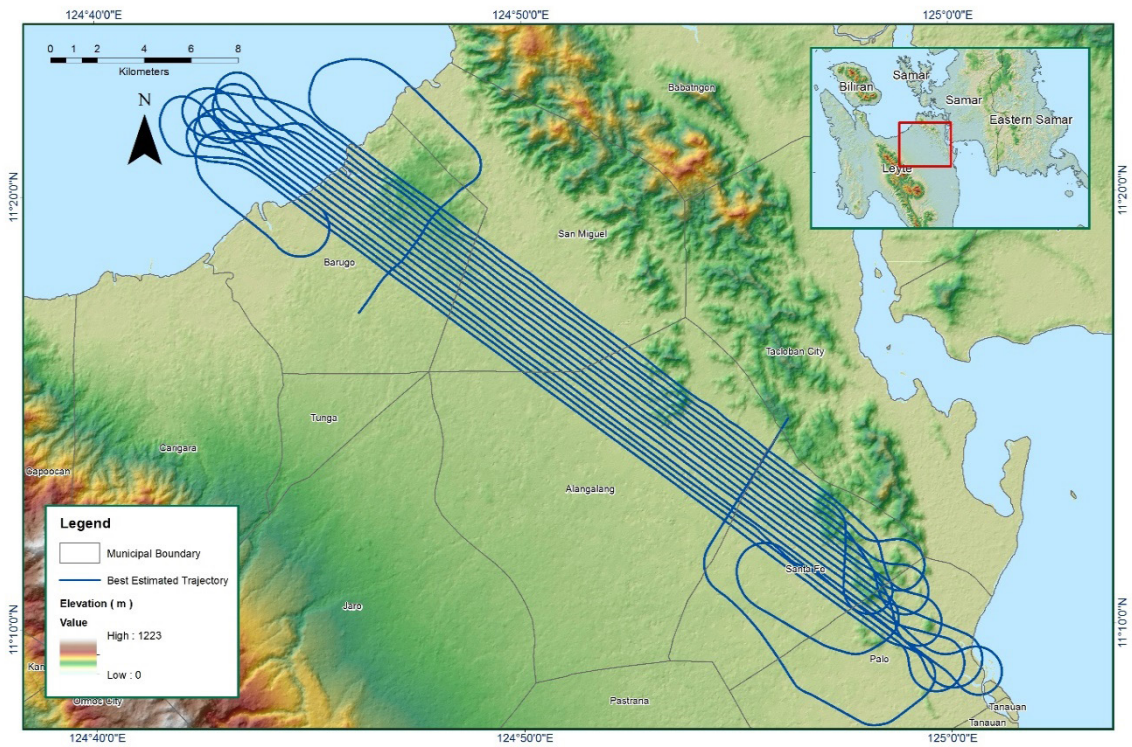 124°40'0"E
124°50'0"E
125°0'0"E
0 1 2 4 6 8
Kilometers
N
Babatngon
Biliran
Samar
Samar
Eastern Samar
Leyte
11°20'0"N
11°20'0"N
San Miguel
Barugo
Tacloban City
Tunga
Carigara
Capoocan
Alangalang
Legend
Municipal Boundary
Best Estimated Trajectory
Elevation ( m )
Value
High : 1223
Low : 0
Santa Fe
Jaro
11°10'0"N
11°10'0"N
Palo
Kan
Ormoc City
Pastrana
Tanauan
Tanauan
124°40'0"E
124°50'0"E
125°0'0"E